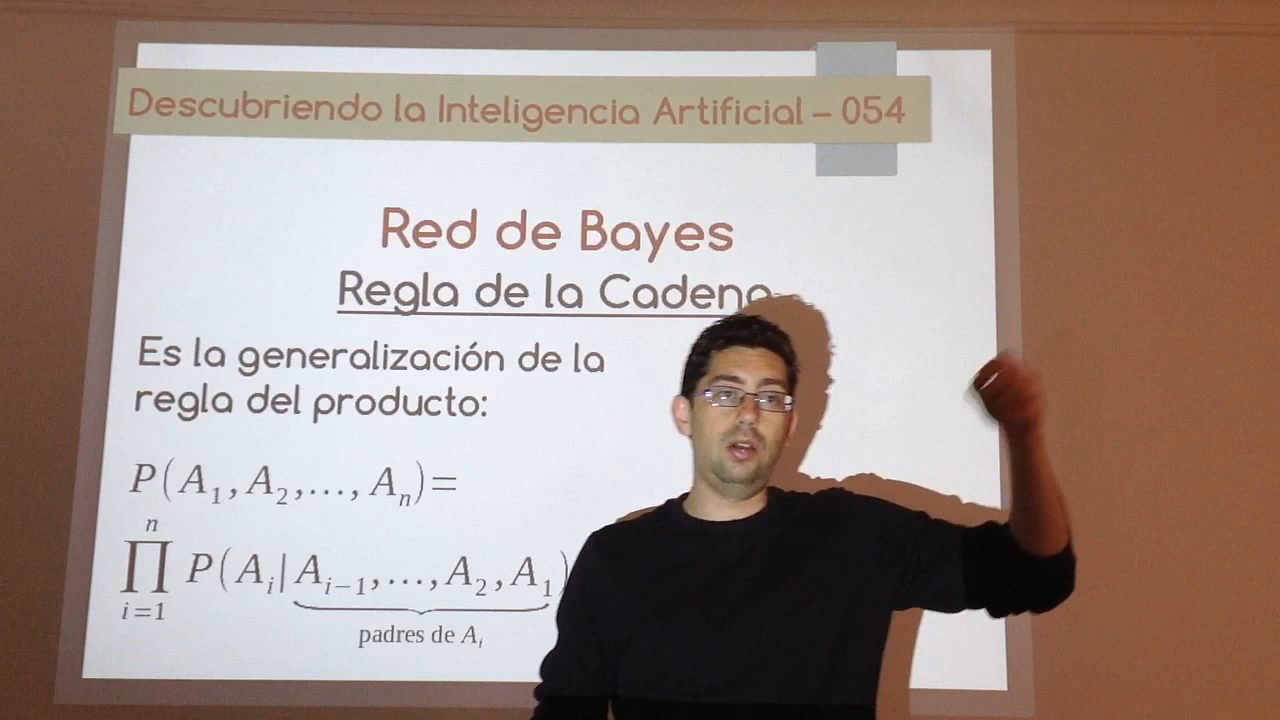 Descubriendo la Inteligencia Artificial – 054
Red de Bayes
Regla de la Cadena
Es la generalización de la
regla del producto:
P(A₁,A₂,...,Aₙ)=
n
∏ P(Aᵢ|Aᵢ₋₁,...,A₂,A₁)
i=1
padres de Aᵢ